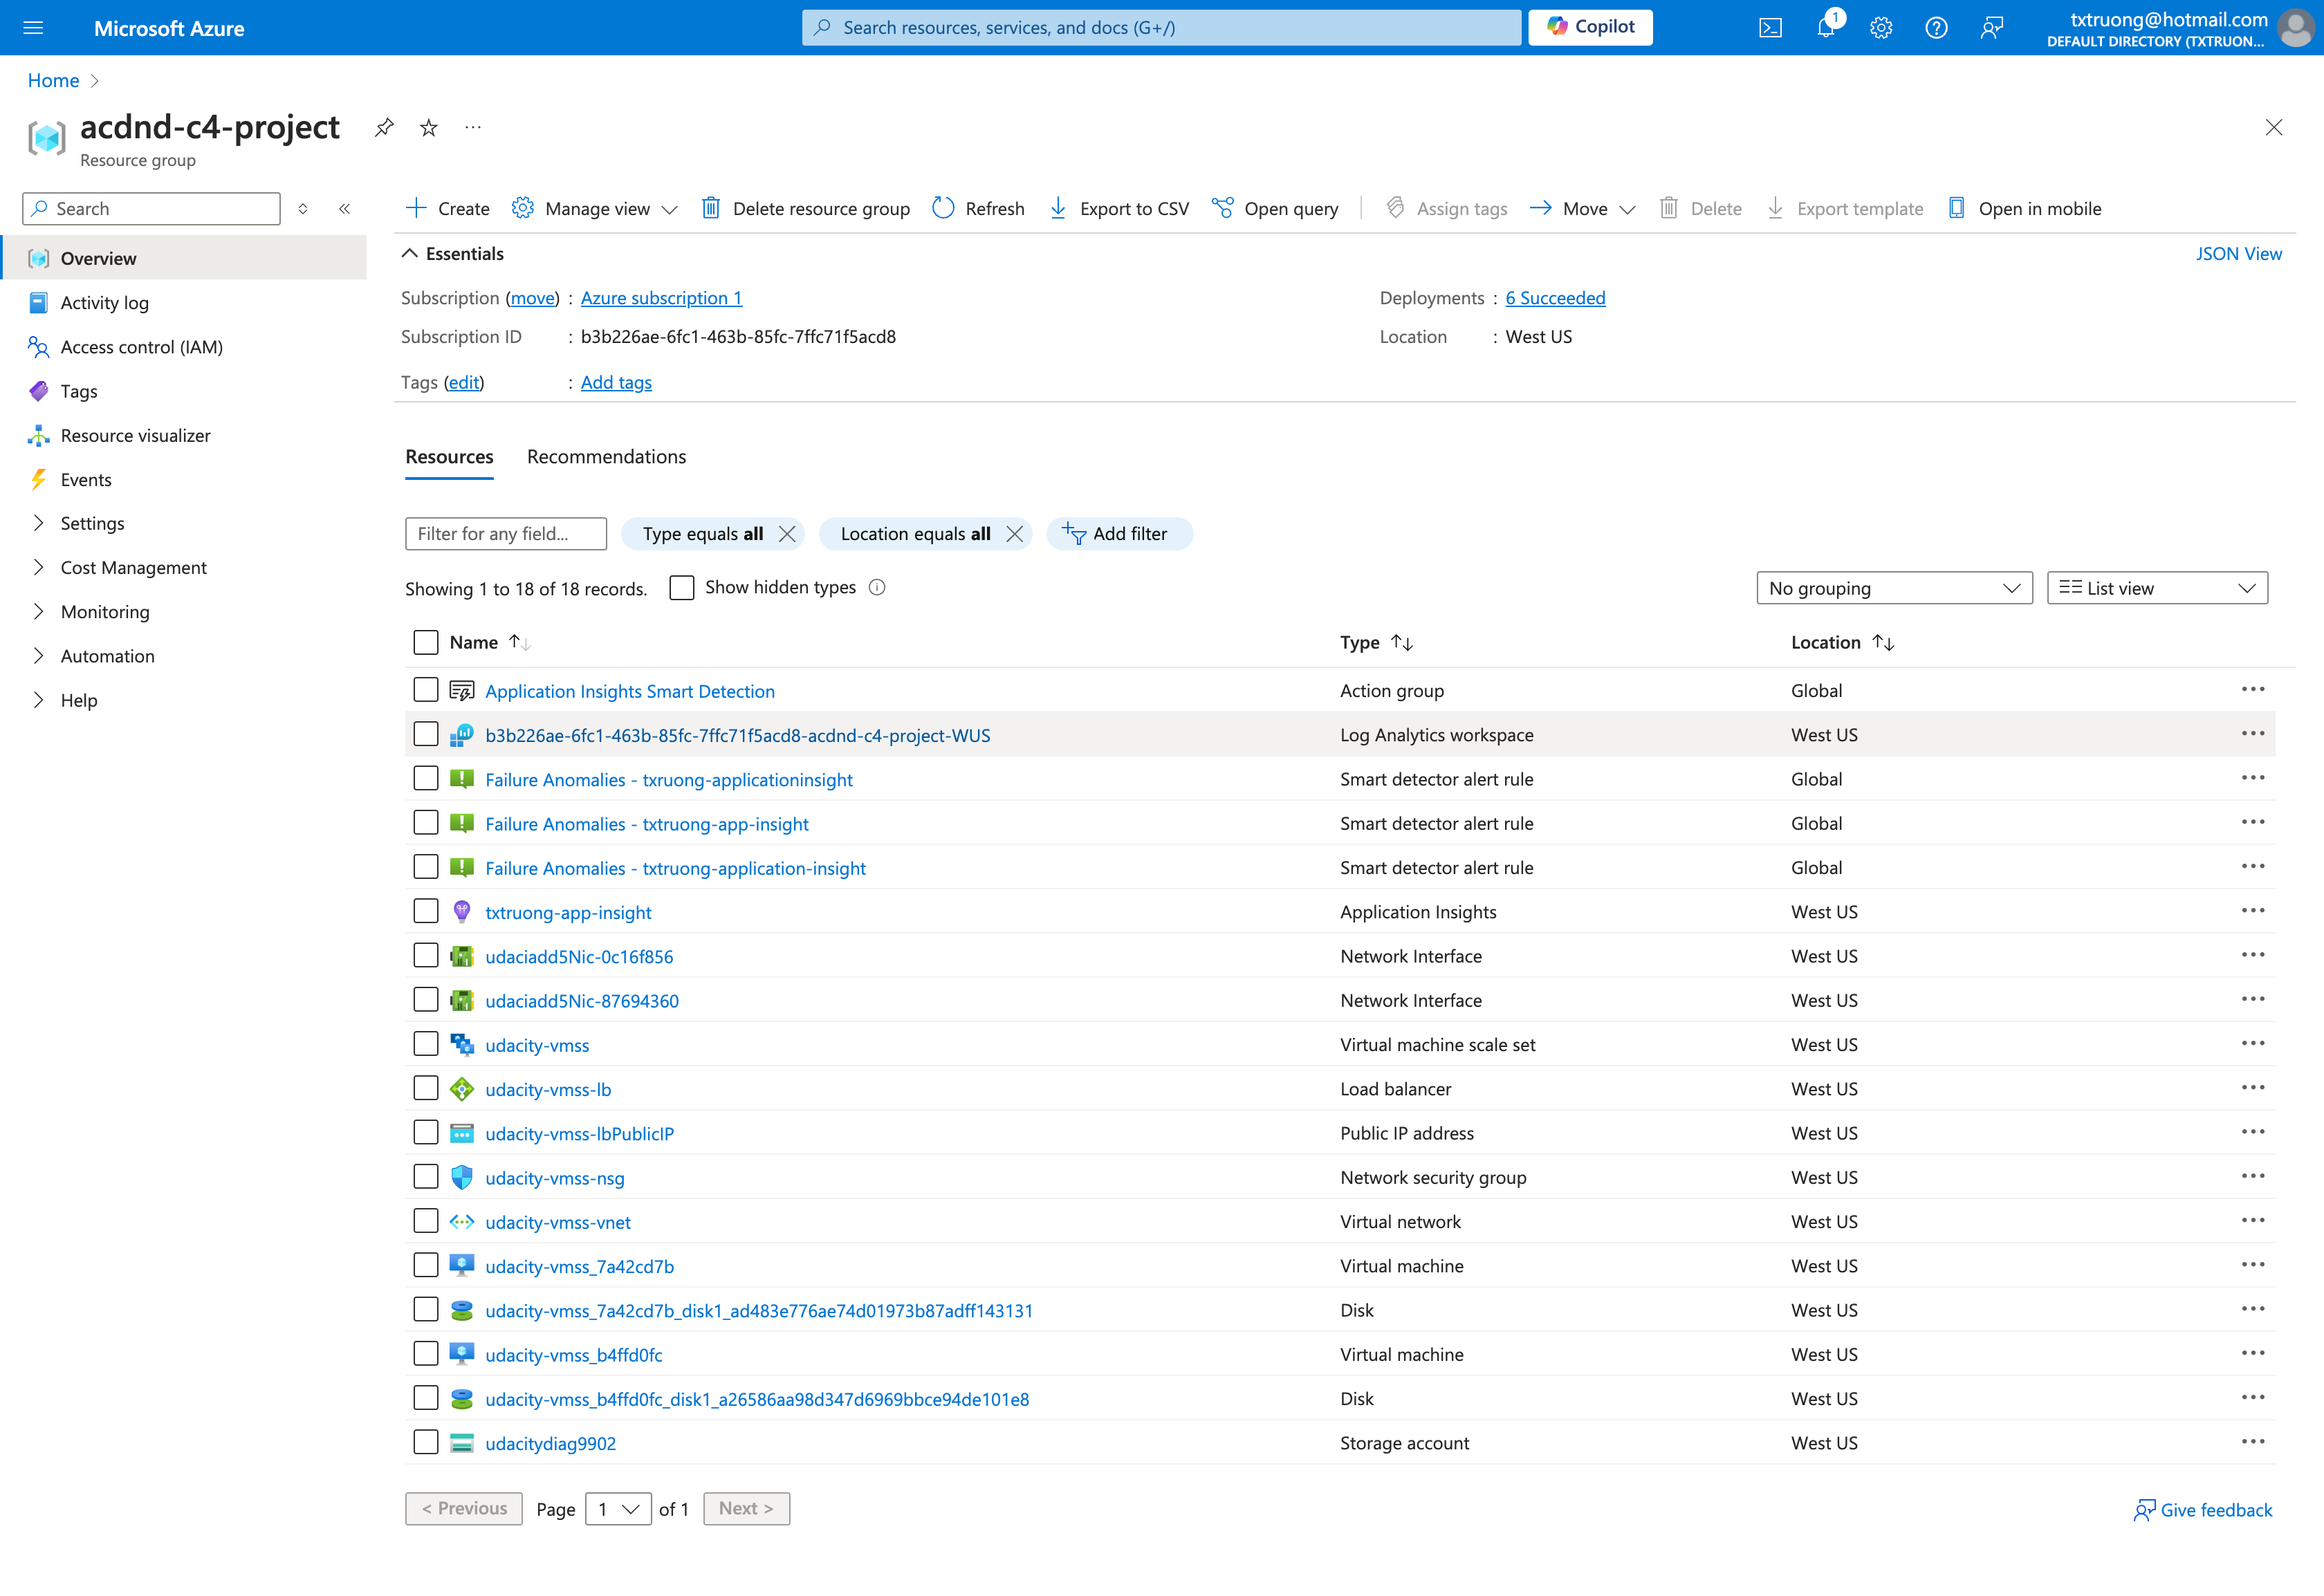 Microsoft Azure
Search resources, services, and docs (G+/)
Copilot
1
txtruong@hotmail.com
DEFAULT DIRECTORY (TXTRUON...
Home
acdnd-c4-project
Resource group
Search
Overview
Activity log
Access control (IAM)
Tags
Resource visualizer
Events
Settings
Cost Management
Monitoring
Automation
Help
Create Manage view Delete resource group Refresh Export to CSV Open query Assign tags Move Delete Export template Open in mobile
Essentials JSON View
Subscription (move) : Azure subscription 1 Deployments : 6 Succeeded
Subscription ID : b3b226ae-6fc1-463b-85fc-7ffc71f5acd8 Location : West US
Tags (edit) : Add tags
Resources Recommendations
Filter for any field... Type equals all Location equals all Add filter
Showing 1 to 18 of 18 records. Show hidden types No grouping List view
Name Type Location
Application Insights Smart Detection Action group Global
b3b226ae-6fc1-463b-85fc-7ffc71f5acd8-acdnd-c4-project-WUS Log Analytics workspace West US
Failure Anomalies - txruong-applicationinsight Smart detector alert rule Global
Failure Anomalies - txtruong-app-insight Smart detector alert rule Global
Failure Anomalies - txtruong-application-insight Smart detector alert rule Global
txtruong-app-insight Application Insights West US
udaciadd5Nic-0c16f856 Network Interface West US
udaciadd5Nic-87694360 Network Interface West US
udacity-vmss Virtual machine scale set West US
udacity-vmss-lb Load balancer West US
udacity-vmss-lbPublicIP Public IP address West US
udacity-vmss-nsg Network security group West US
udacity-vmss-vnet Virtual network West US
udacity-vmss_7a42cd7b Virtual machine West US
udacity-vmss_7a42cd7b_disk1_ad483e776ae74d01973b87adff143131 Disk West US
udacity-vmss_b4ffd0fc Virtual machine West US
udacity-vmss_b4ffd0fc_disk1_a26586aa98d347d6969bbce94de101e8 Disk West US
udacitydiag9902 Storage account West US
< Previous Page 1 of 1 Next > Give feedback